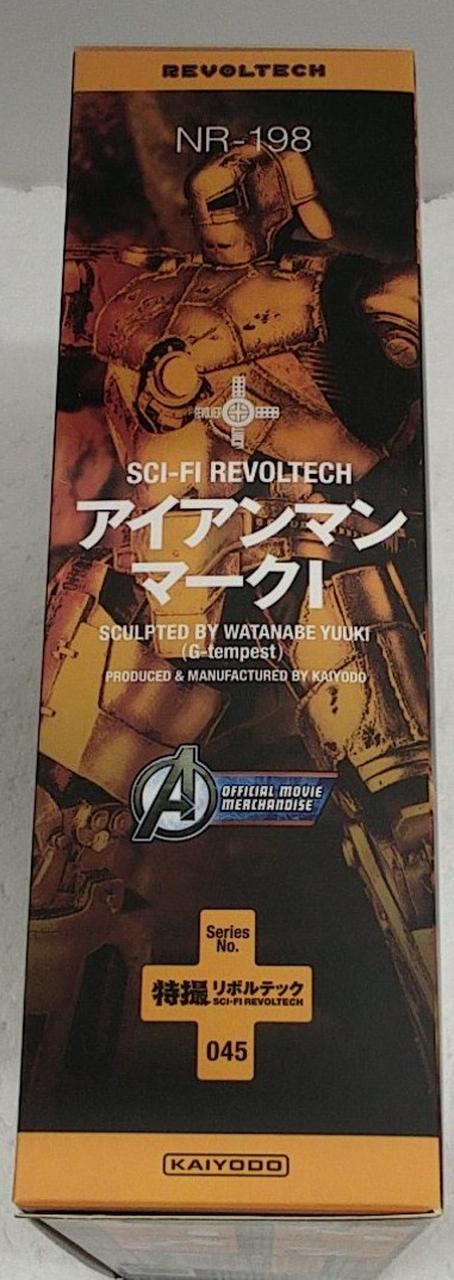 REVOLTECH
NR-198
REVOLVER
SCI-FI REVOLTECH
アイアンマン
マークI
SCULPTED BY WATANABE YUUKI
(G-tempest)
PRODUCED & MANUFACTURED BY KAIYODO
A
OFFICIAL MOVIE
MERCHANDISE
Series
No.
特撮リボルテック
SCI-FI REVOLTECH
045
KAIYODO